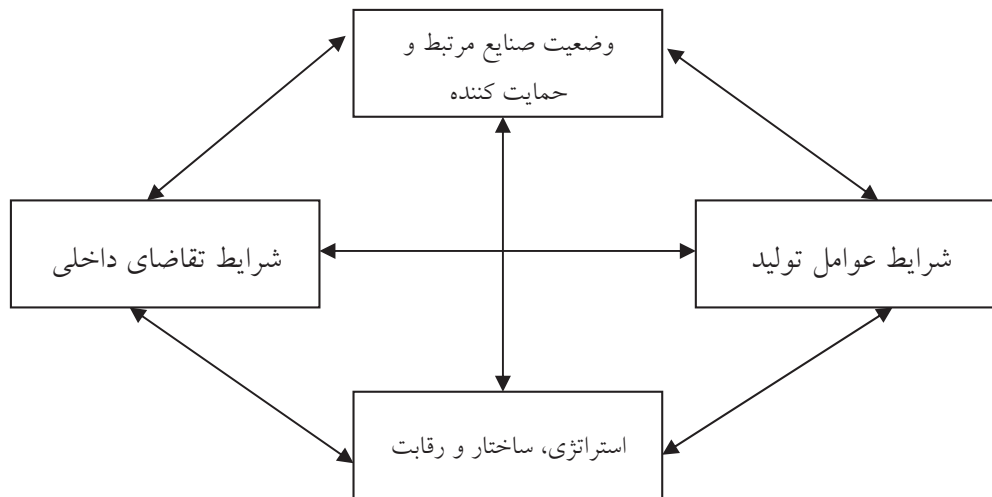 وضعیت صنایع مرتبط و
حمایت کننده
شرایط عوامل تولید
شرایط تقاضای داخلی
استراتژی، ساختار و رقابت